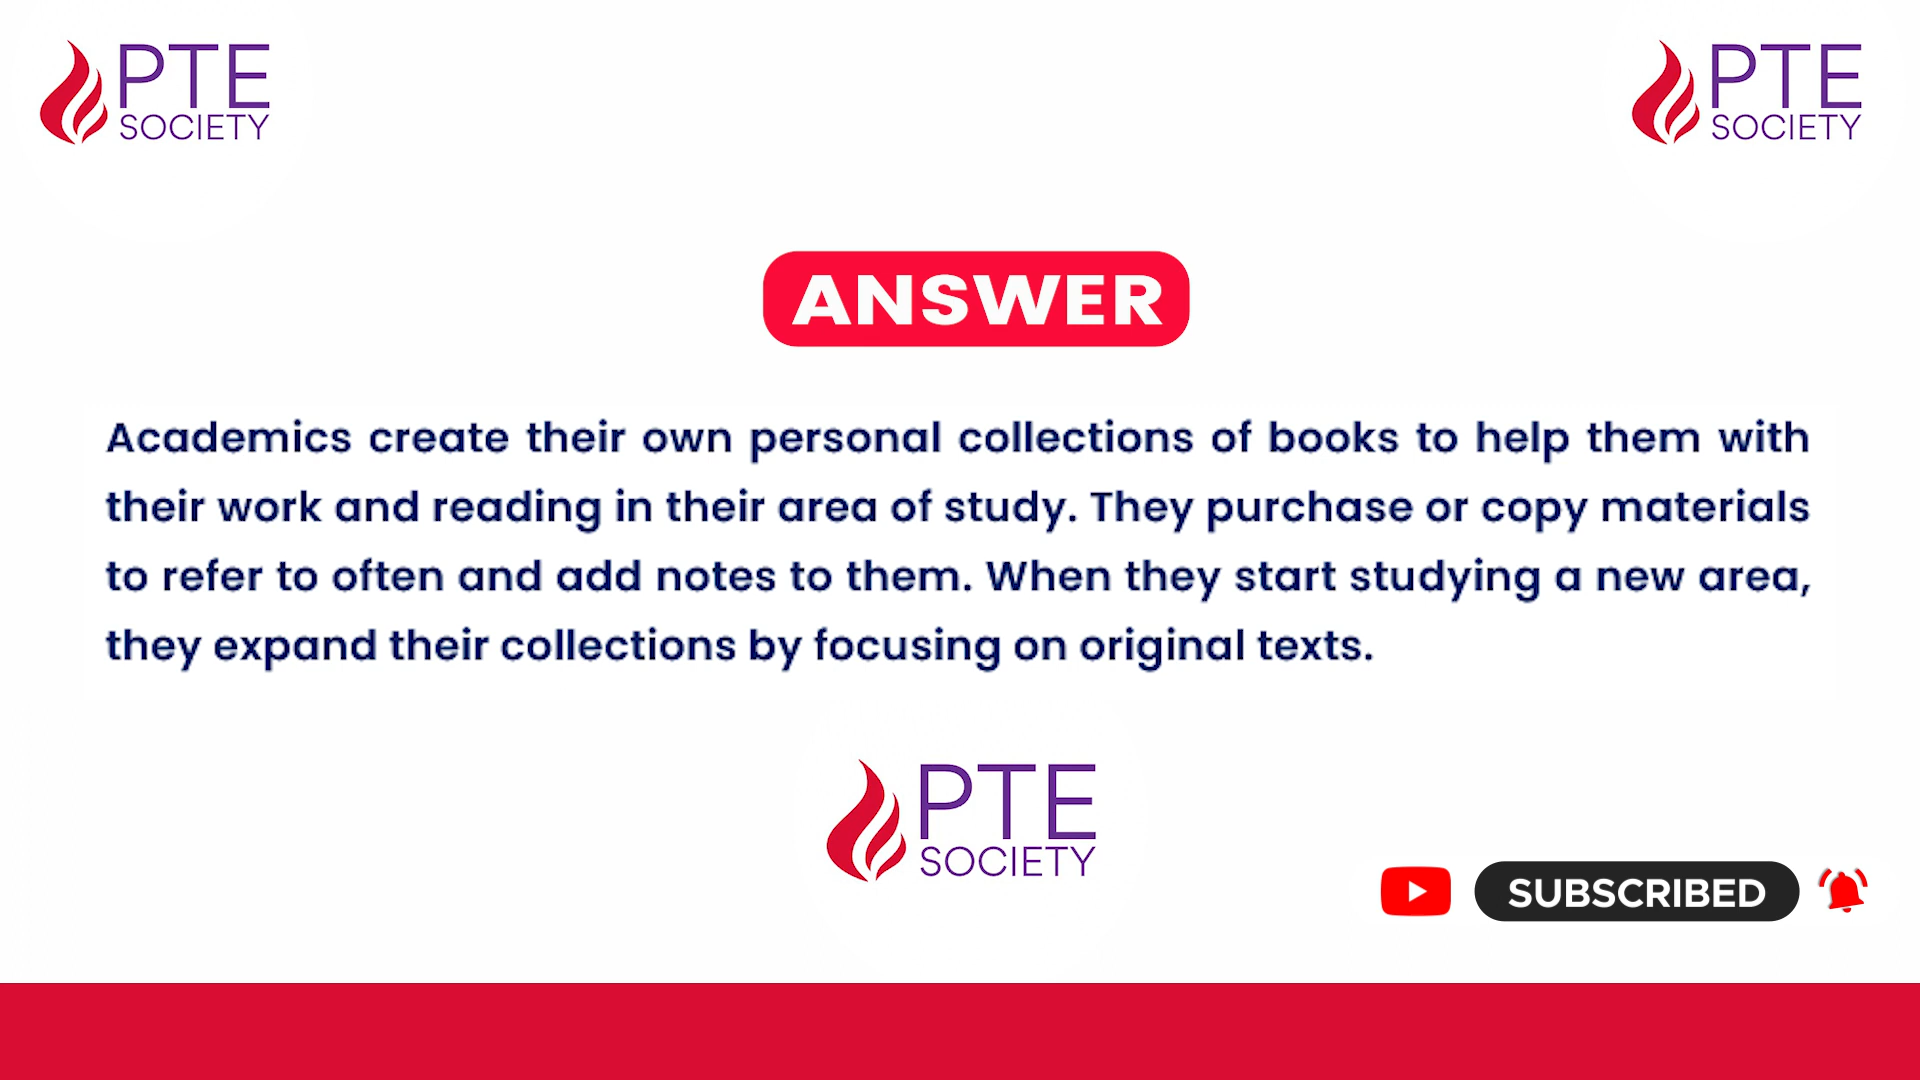 PTE
SOCIETY
PTE
SOCIETY
ANSWER
Academics create their own personal collections of books to help them with
their work and reading in their area of study. They purchase or copy materials
to refer to often and add notes to them. When they start studying a new area,
they expand their collections by focusing on original texts.
PTE
SOCIETY
SUBSCRIBED